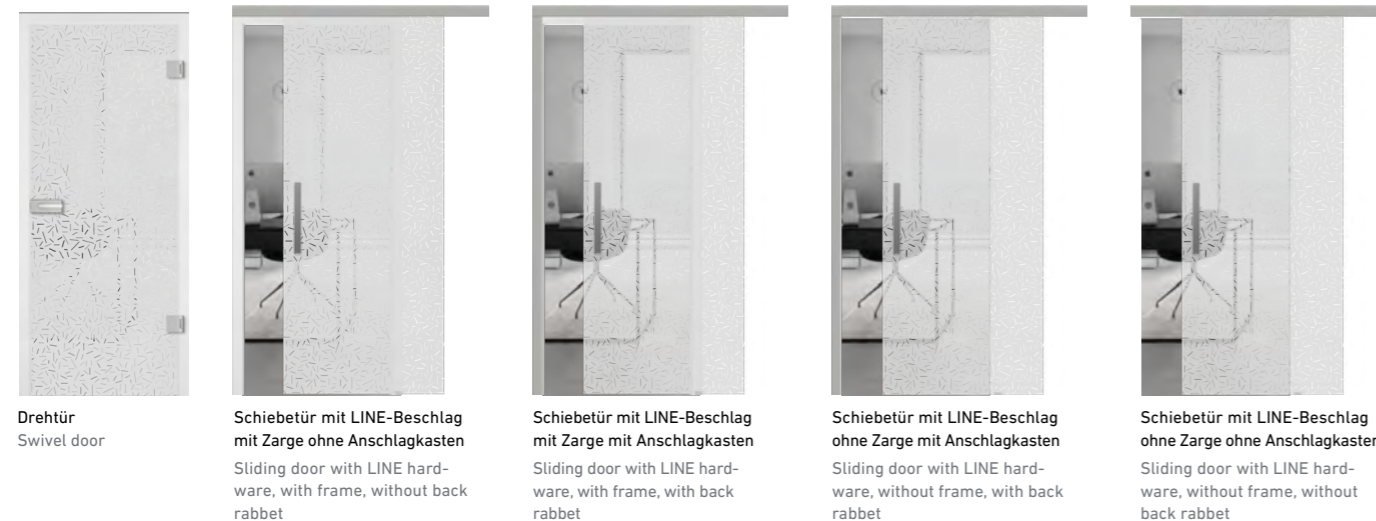 Drehtür
Swivel door
Schiebetür mit LINE-Beschlag
mit Zarge ohne Anschlagkasten
Sliding door with LINE hard-
ware, with frame, without back
rabbet
Schiebetür mit LINE-Beschlag
mit Zarge mit Anschlagkasten
Sliding door with LINE hard-
ware, with frame, with back
rabbet
Schiebetür mit LINE-Beschlag
ohne Zarge mit Anschlagkasten
Sliding door with LINE hard-
ware, without frame, with back
rabbet
Schiebetür mit LINE-Beschlag
ohne Zarge ohne Anschlagkasten
Sliding door with LINE hard-
ware, without frame, without
back rabbet